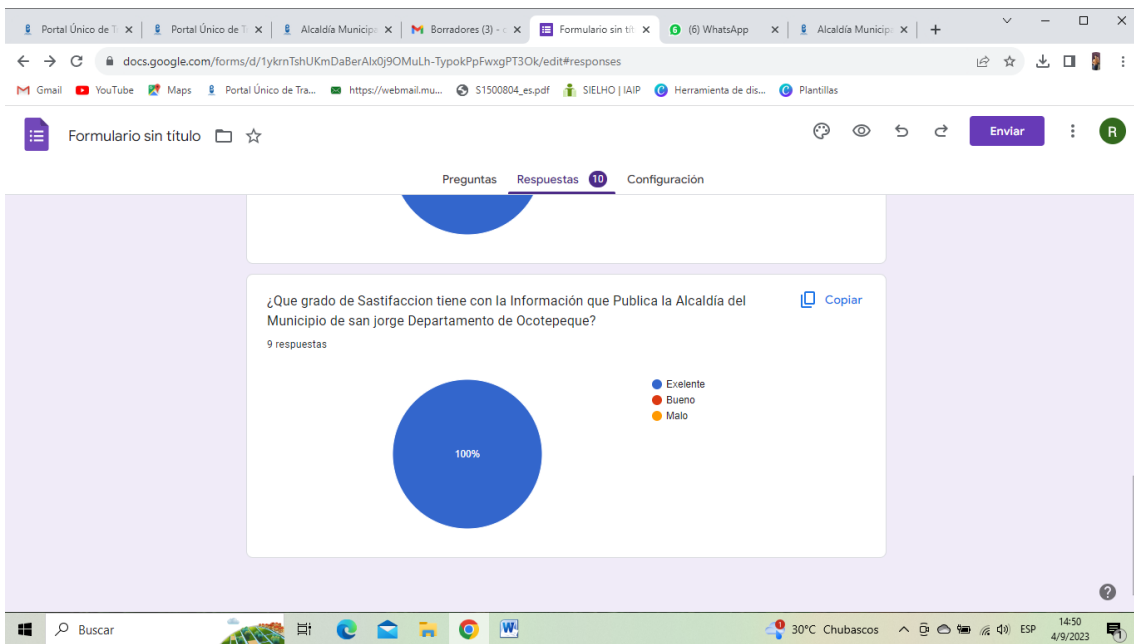 Portal Único de T
Portal Único de T
Alcaldía Municip
Borradores (3) - c
Formulario sin tít
(6) WhatsApp
Alcaldía Municip
docs.google.com/forms/d/1ykrnTshUKmDaBerAlx0j9OMuLh-TypokPpFwxgPT3Ok/edit#responses
Gmail
YouTube
Maps
Portal Único de Tra...
https://webmail.mu...
S1500804_es.pdf
SIELHO | IAIP
Herramienta de dis...
Plantillas
Formulario sin título
Enviar
R
Preguntas
Respuestas 10
Configuración
¿Que grado de Sastifaccion tiene con la Información que Publica la Alcaldía del
Municipio de san jorge Departamento de Ocotepeque?
Copiar
9 respuestas
Exelente
Bueno
Malo
100%
Buscar
30°C Chubascos
ESP
14:50
4/9/2023